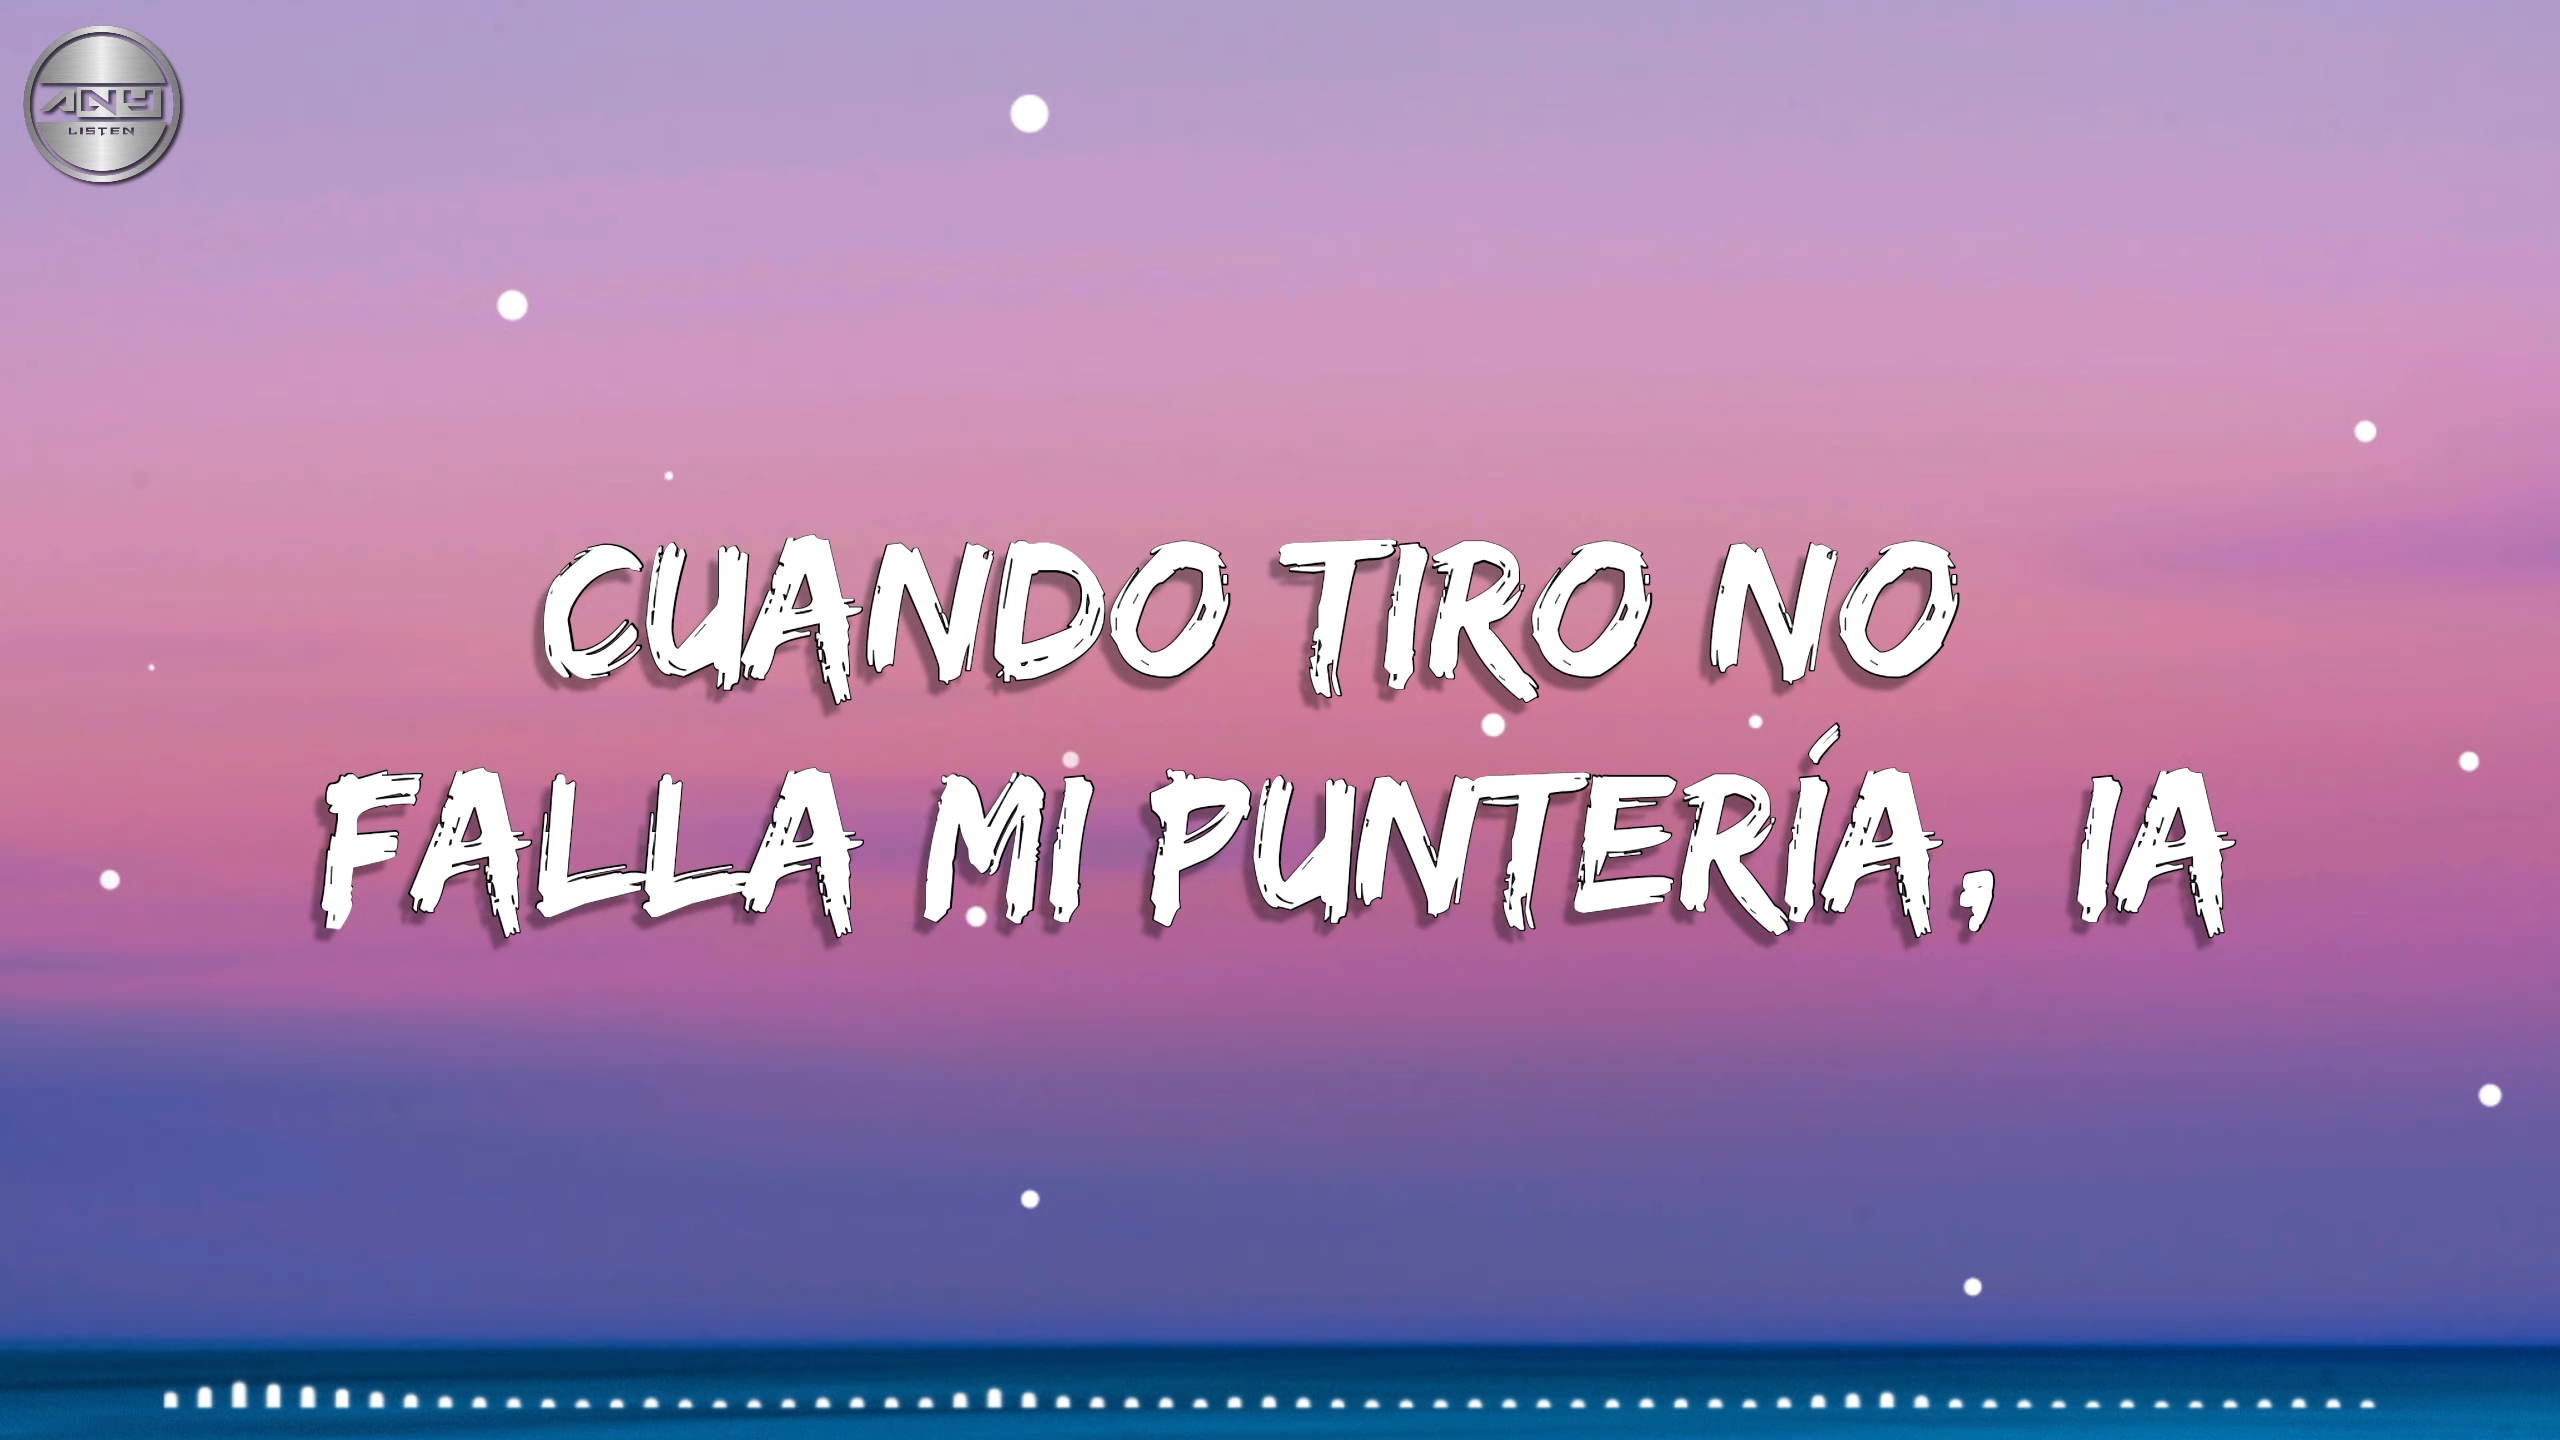 ANY
LISTEN
CUANDO TIRO NO
FALLA MI PUNTERÍA, IA